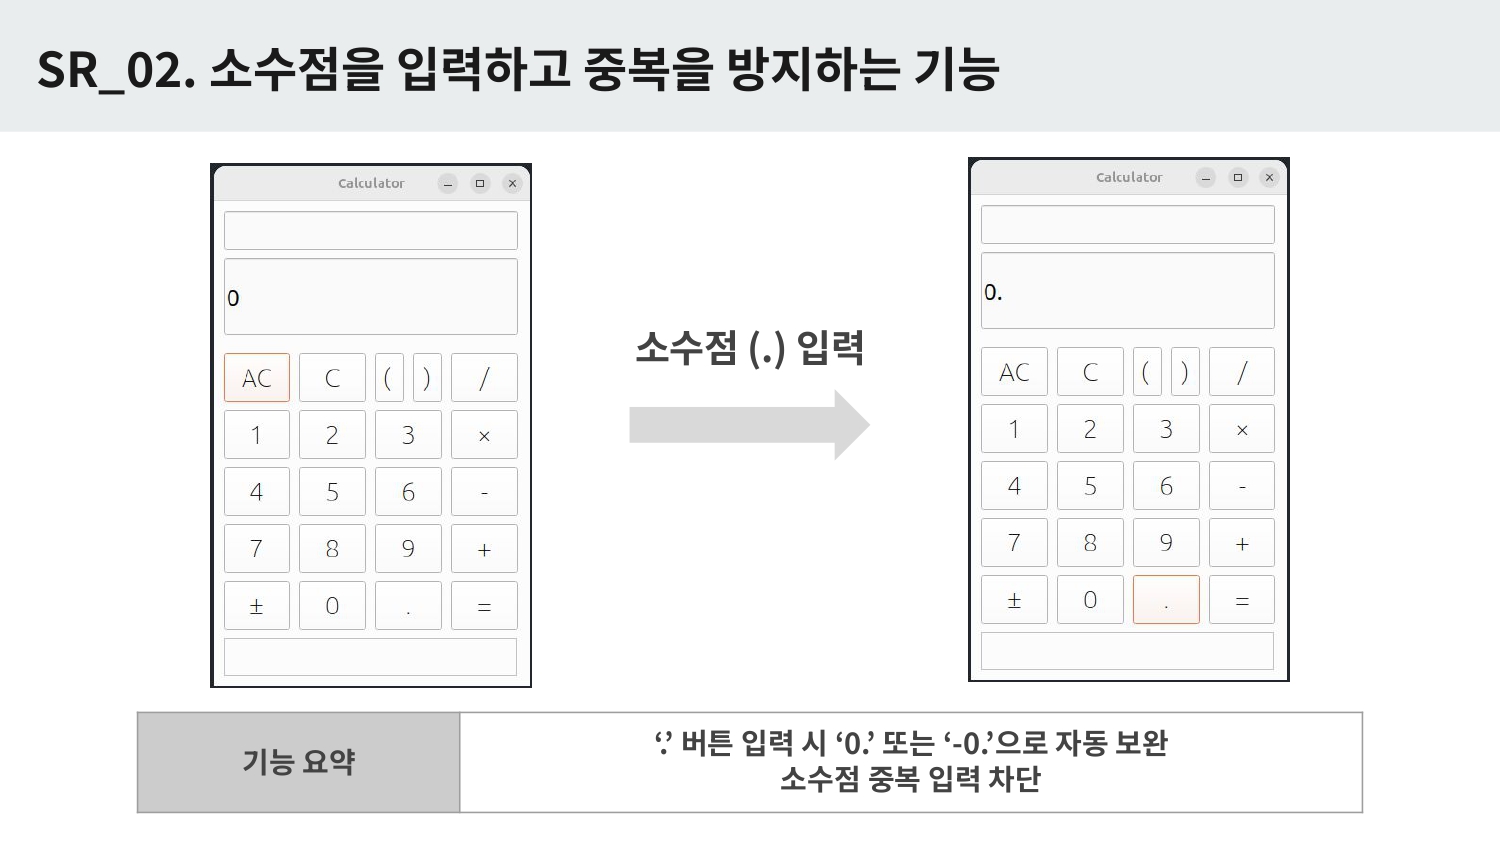 SR_02. 소수점을 입력하고 중복을 방지하는 기능
Calculator
0
AC C ( ) /
1 2 3 ×
4 5 6 -
7 8 9 +
± 0 . =
소수점 (.) 입력
Calculator
0.
AC C ( ) /
1 2 3 ×
4 5 6 -
7 8 9 +
± 0 . =
기능 요약
‘.’ 버튼 입력 시 ‘0.’ 또는 ‘-0.’으로 자동 보완
소수점 중복 입력 차단